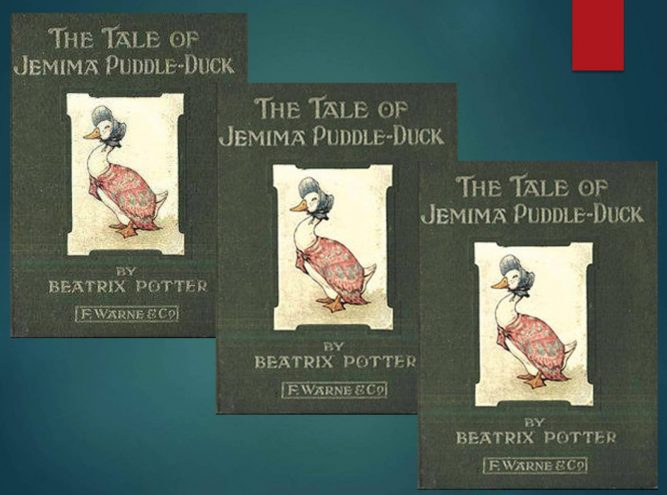 THE TALE OF
JEMIMA PUDDLE-DUCK
BY
BEATRIX POTTER
F. WARNE & Co
THE TALE OF
JEMIMA PUDDLE-DUCK
BY
BEATRIX POTTER
F. WARNE & Co
THE TALE OF
JEMIMA PUDDLE-DUCK
BY
BEATRIX POTTER
F. WARNE & Co